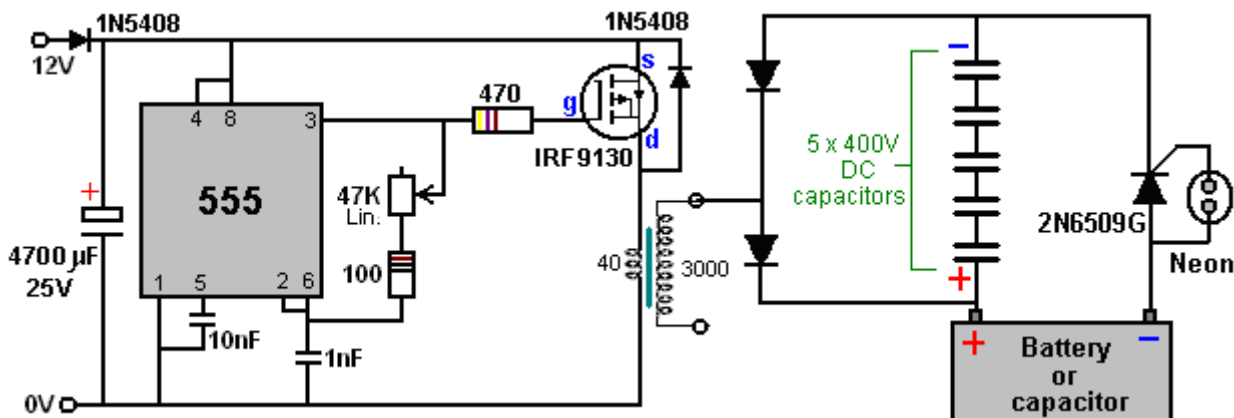 1N5408
1N5408
12V
s
4 8 3
470
g
d
IRF9130
5 x 400V
DC
capacitors
−
+
555
47K
Lin.
+
4700 µF
25V
100
40
3000
2N6509G
Neon
1 5 2 6
10nF
1nF
+
−
Battery
or
capacitor
0V